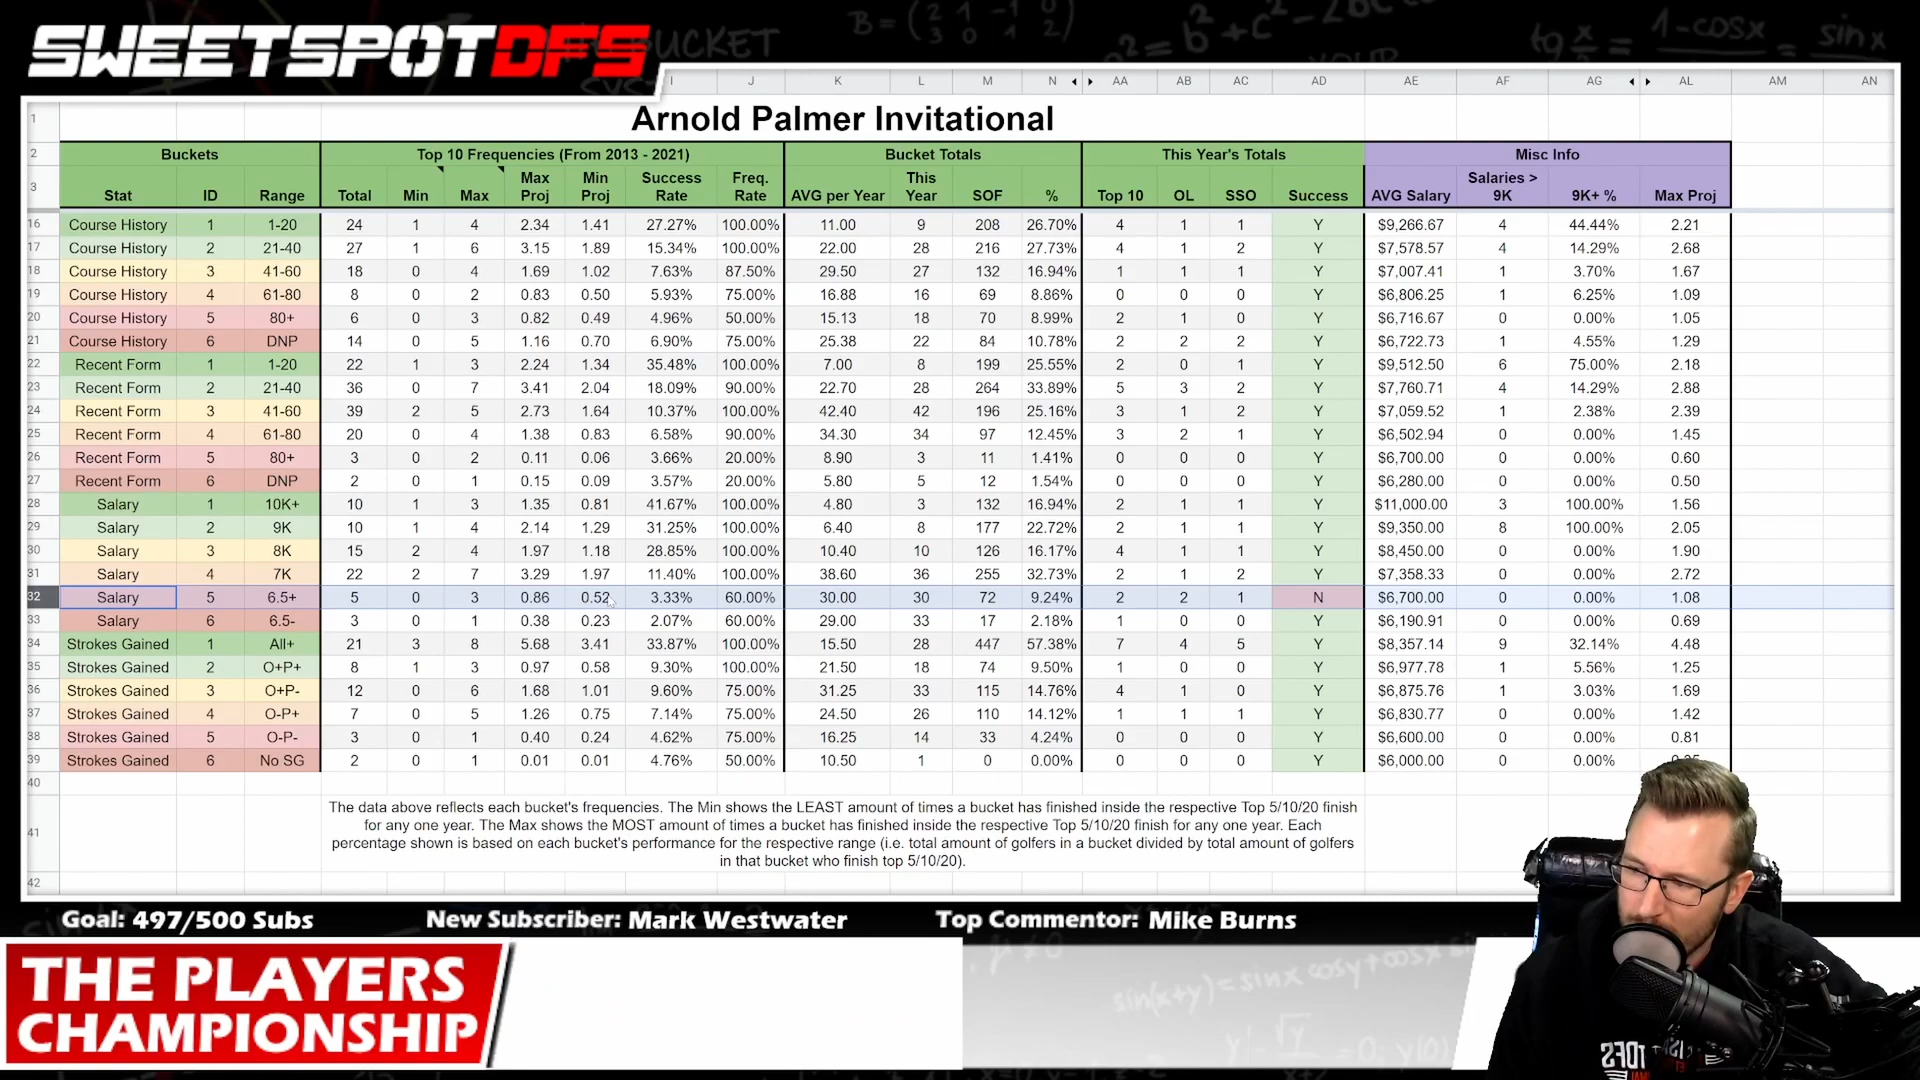 SWEETSPOTDFS
I J K L M N AA AB AC AD AE AF AG AL AM AN
1 Arnold Palmer Invitational
2 Buckets Top 10 Frequencies (From 2013 - 2021) Bucket Totals This Year's Totals Misc Info
3 Stat ID Range Total Min Max Max Proj Min Proj Success Rate Freq. Rate AVG per Year This Year SOF % Top 10 OL SSO Success AVG Salary Salaries > 9K 9K+ % Max Proj
16 Course History 1 1-20 24 1 4 2.34 1.41 27.27% 100.00% 11.00 9 208 26.70% 4 1 1 Y $9,266.67 4 44.44% 2.21
17 Course History 2 21-40 27 1 6 3.15 1.89 15.34% 100.00% 22.00 28 216 27.73% 4 1 2 Y $7,578.57 4 14.29% 2.68
18 Course History 3 41-60 18 0 4 1.69 1.02 7.63% 87.50% 29.50 27 132 16.94% 1 1 1 Y $7,007.41 1 3.70% 1.67
19 Course History 4 61-80 8 0 2 0.83 0.50 5.93% 75.00% 16.88 16 69 8.86% 0 0 0 Y $6,806.25 1 6.25% 1.09
20 Course History 5 80+ 6 0 3 0.82 0.49 4.96% 50.00% 15.13 18 70 8.99% 2 1 0 Y $6,716.67 0 0.00% 1.05
21 Course History 6 DNP 14 0 5 1.16 0.70 6.90% 75.00% 25.38 22 84 10.78% 2 2 2 Y $6,722.73 1 4.55% 1.29
22 Recent Form 1 1-20 22 1 3 2.24 1.34 35.48% 100.00% 7.00 8 199 25.55% 1 1 1 Y $9,512.50 6 75.00% 2.18
23 Recent Form 2 21-40 36 0 7 3.41 2.04 18.09% 90.00% 22.70 28 264 33.89% 5 3 2 Y $7,760.71 4 14.29% 2.88
24 Recent Form 3 41-60 39 2 5 2.73 1.64 10.37% 100.00% 42.40 42 196 25.16% 3 1 2 Y $7,059.52 1 2.38% 2.39
25 Recent Form 4 61-80 20 0 4 1.38 0.83 6.58% 90.00% 34.30 34 97 12.45% 3 2 1 Y $6,502.94 0 0.00% 1.45
26 Recent Form 5 80+ 3 0 2 0.11 0.06 3.66% 20.00% 8.90 3 11 1.41% 0 0 0 Y $6,700.00 0 0.00% 0.60
27 Recent Form 6 DNP 2 0 1 0.15 0.09 3.57% 20.00% 5.80 5 12 1.54% 0 0 0 Y $6,280.00 0 0.00% 0.50
28 Salary 1 10K+ 10 1 3 1.35 0.81 41.67% 100.00% 4.80 3 132 16.94% 2 1 1 Y $11,000.00 3 100.00% 1.56
29 Salary 2 9K 10 1 4 2.14 1.29 31.25% 100.00% 6.40 8 177 22.72% 2 1 1 Y $9,350.00 8 100.00% 2.05
30 Salary 3 8K 15 2 4 1.97 1.18 28.85% 100.00% 10.40 10 126 16.17% 4 1 1 Y $8,450.00 0 0.00% 1.90
31 Salary 4 7K 22 2 7 3.29 1.97 11.40% 100.00% 38.60 36 255 32.73% 2 1 2 Y $7,358.33 0 0.00% 2.72
32 Salary 5 6.5+ 5 0 3 0.86 0.52 3.33% 60.00% 30.00 30 72 9.24% 2 2 1 N $6,700.00 0 0.00% 1.08
33 Salary 6 6.5- 3 0 1 0.38 0.23 2.07% 60.00% 29.00 33 17 2.18% 1 0 0 Y $6,190.91 0 0.00% 0.69
34 Strokes Gained 1 All+ 21 3 8 5.68 3.41 33.87% 100.00% 15.50 28 447 57.38% 7 4 5 Y $8,357.14 9 32.14% 4.48
35 Strokes Gained 2 O+P+ 8 1 3 0.97 0.58 9.30% 100.00% 21.50 18 74 9.50% 1 0 0 Y $6,977.78 1 5.56% 1.25
36 Strokes Gained 3 O+P- 12 0 6 1.68 1.01 9.60% 75.00% 31.25 33 115 14.76% 4 1 0 Y $6,875.76 1 3.03% 1.69
37 Strokes Gained 4 O-P+ 7 0 5 1.26 0.75 7.14% 75.00% 24.50 26 110 14.12% 1 1 1 Y $6,830.77 0 0.00% 1.42
38 Strokes Gained 5 O-P- 3 0 1 0.40 0.24 4.62% 75.00% 16.25 14 33 4.24% 0 0 0 Y $6,600.00 0 0.00% 0.81
39 Strokes Gained 6 No SG 2 0 1 0.01 0.01 4.76% 50.00% 10.50 1 0 0.00% 0 0 0 Y $6,000.00 0 0.00%
40
41
The data above reflects each bucket's frequencies. The Min shows the LEAST amount of times a bucket has finished inside the respective Top 5/10/20 finish
for any one year. The Max shows the MOST amount of times a bucket has finished inside the respective Top 5/10/20 finish for any one year. Each
percentage shown is based on each bucket's performance for the respective range (i.e. total amount of golfers in a bucket divided by total amount of golfers
in that bucket who finish top 5/10/20).
42
Goal: 497/500 Subs New Subscriber: Mark Westwater Top Commentor: Mike Burns
THE PLAYERS
CHAMPIONSHIP